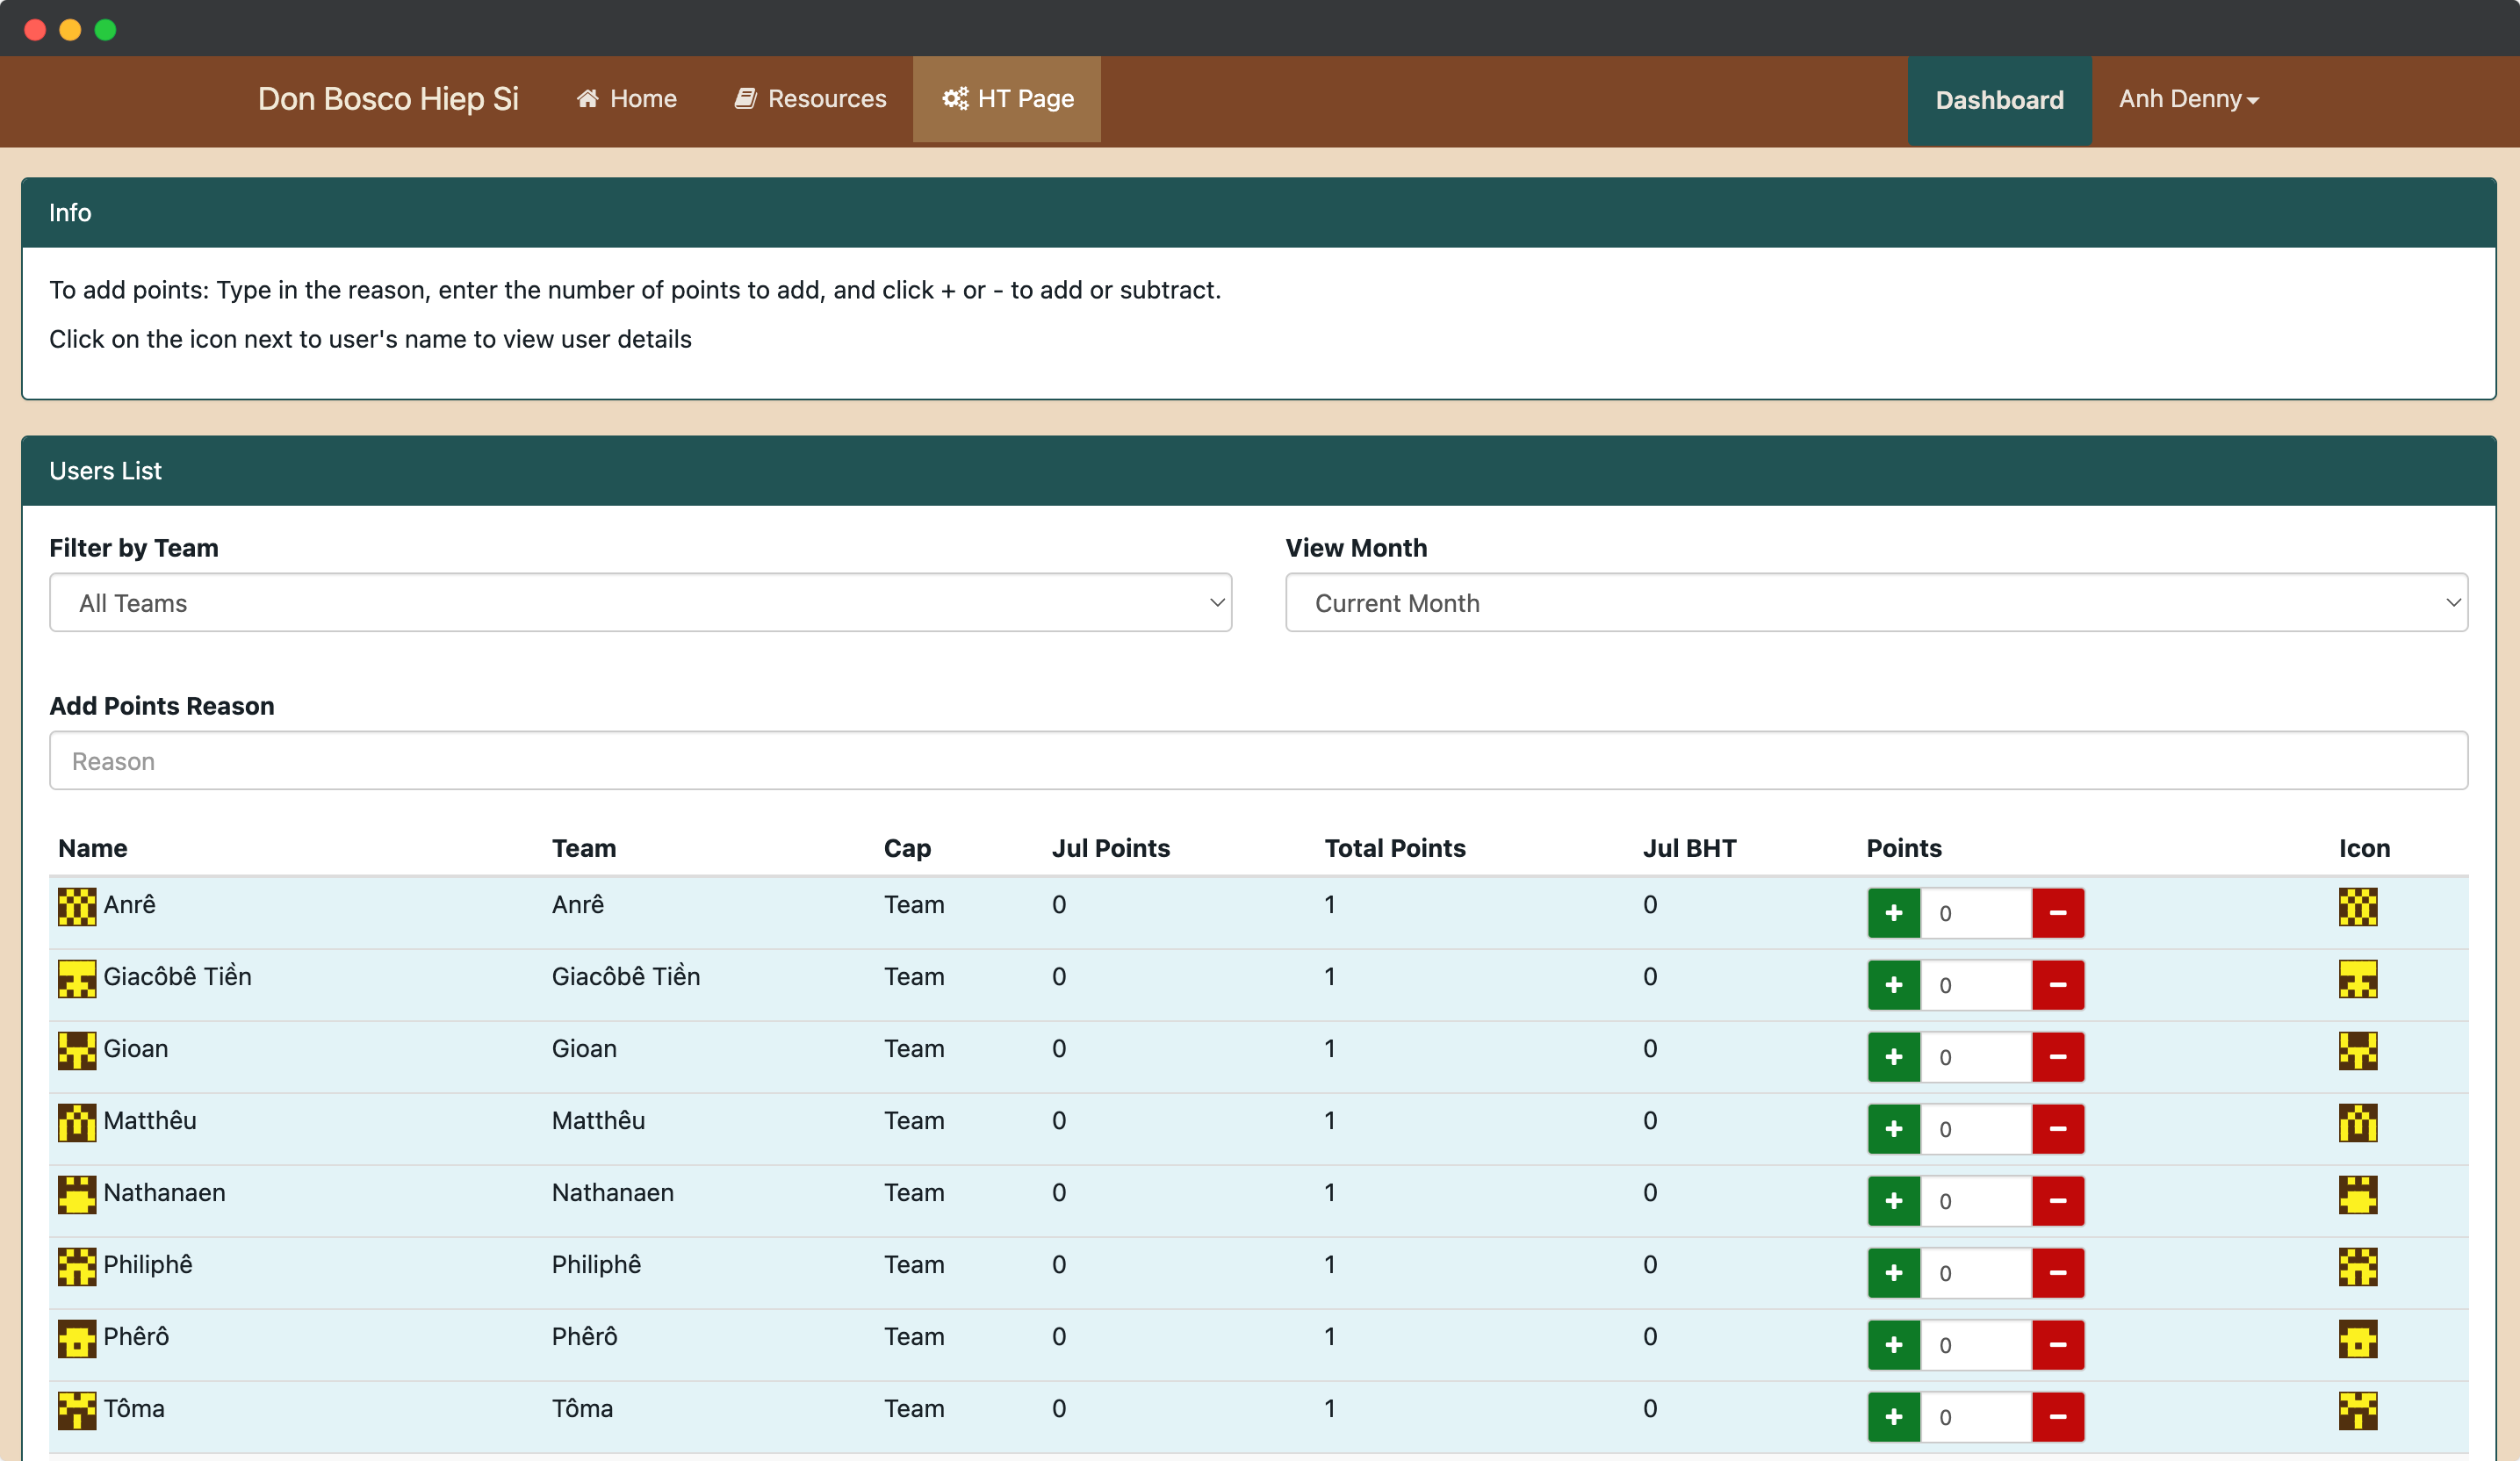 Don Bosco Hiep Si Home Resources HT Page Dashboard Anh Denny
Info
To add points: Type in the reason, enter the number of points to add, and click + or - to add or subtract.
Click on the icon next to user's name to view user details
Users List
Filter by Team View Month
All Teams Current Month
Add Points Reason
Reason
Name Team Cap Jul Points Total Points Jul BHT Points Icon
Anrê Anrê Team 0 1 0 + 0 −
Giacôbê Tiền Giacôbê Tiền Team 0 1 0 + 0 −
Gioan Gioan Team 0 1 0 + 0 −
Matthêu Matthêu Team 0 1 0 + 0 −
Nathanaen Nathanaen Team 0 1 0 + 0 −
Philiphê Philiphê Team 0 1 0 + 0 −
Phêrô Phêrô Team 0 1 0 + 0 −
Tôma Tôma Team 0 1 0 + 0 −